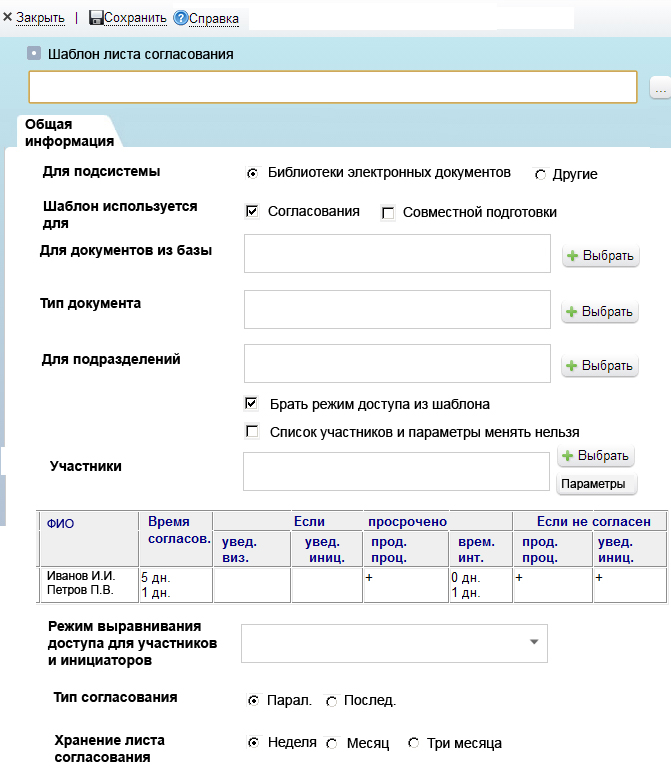 Закрыть | Сохранить Справка
Шаблон листа согласования
...
Общая
информация
Для подсистемы Библиотеки электронных документов Другие
Шаблон используется
для Согласования Совместной подготовки
Для документов из базы Выбрать
Тип документа Выбрать
Для подразделений Выбрать
Брать режим доступа из шаблона
Список участников и параметры менять нельзя
Участники Выбрать
Параметры
ФИО Время Если просрочено Если не согласен
согласов. увед. увед. прод. врем. прод. увед.
виз. иниц. проц. инт. проц. иниц.
Иванов И.И. 5 дн. + 0 дн. + +
Петров П.В. 1 дн. 1 дн.
Режим выравнивания
доступа для участников
и инициаторов
Тип согласования Парал. Послед.
Хранение листа
согласования Неделя Месяц Три месяца